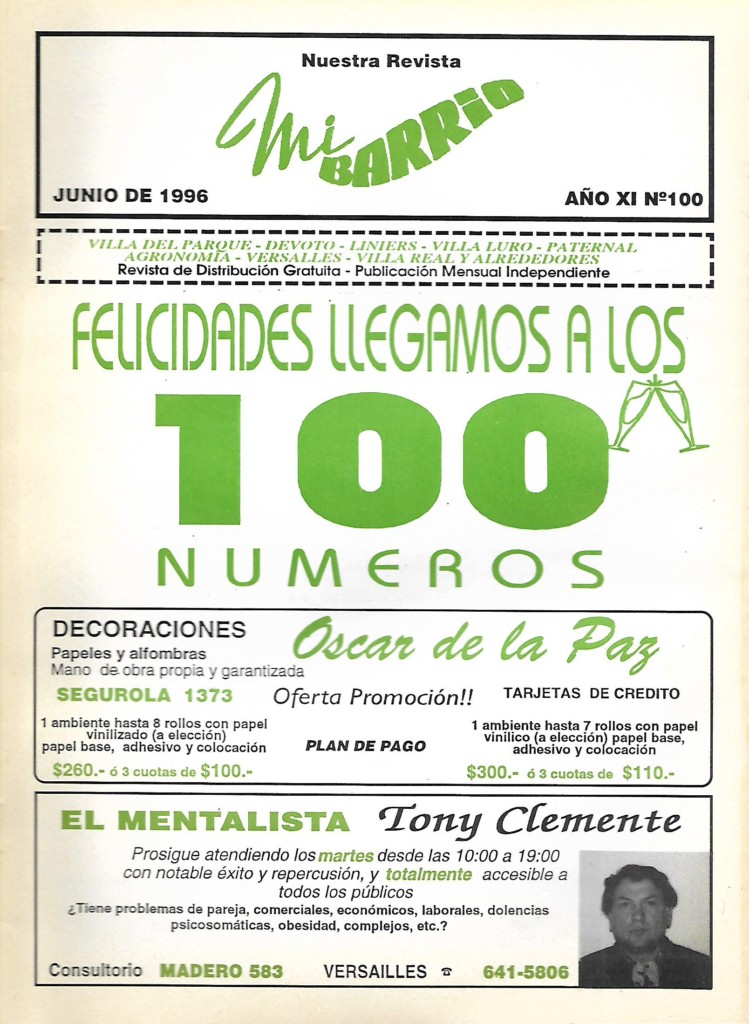 Nuestra Revista
Mi BARRIO
JUNIO DE 1996
AÑO XI Nº100
VILLA DEL PARQUE - DEVOTO - LINIERS - VILLA LURO - PATERNAL
AGRONOMÍA - VERSALLES - VILLA REAL Y ALREDEDORES
Revista de Distribución Gratuita - Publicación Mensual Independiente
FELICIDADES LLEGAMOS A LOS
100
NUMEROS
DECORACIONES
Oscar de la Paz
Papeles y alfombras
Mano de obra propia y garantizada
SEGUROLA 1373
Oferta Promoción!!
TARJETAS DE CREDITO
1 ambiente hasta 8 rollos con papel
vinilizado (a elección)
papel base, adhesivo y colocación
$260.- ó 3 cuotas de $100.-
PLAN DE PAGO
1 ambiente hasta 7 rollos con papel
vinilico (a elección) papel base,
adhesivo y colocación
$300.- ó 3 cuotas de $110.-
EL MENTALISTA Tony Clemente
Prosigue atendiendo los martes desde las 10:00 a 19:00
con notable éxito y repercusión, y totalmente accesible a
todos los públicos
¿Tiene problemas de pareja, comerciales, económicos, laborales, dolencias
psicosomáticas, obesidad, complejos, etc.?
Consultorio MADERO 583 VERSAILLES ☎ 641-5806